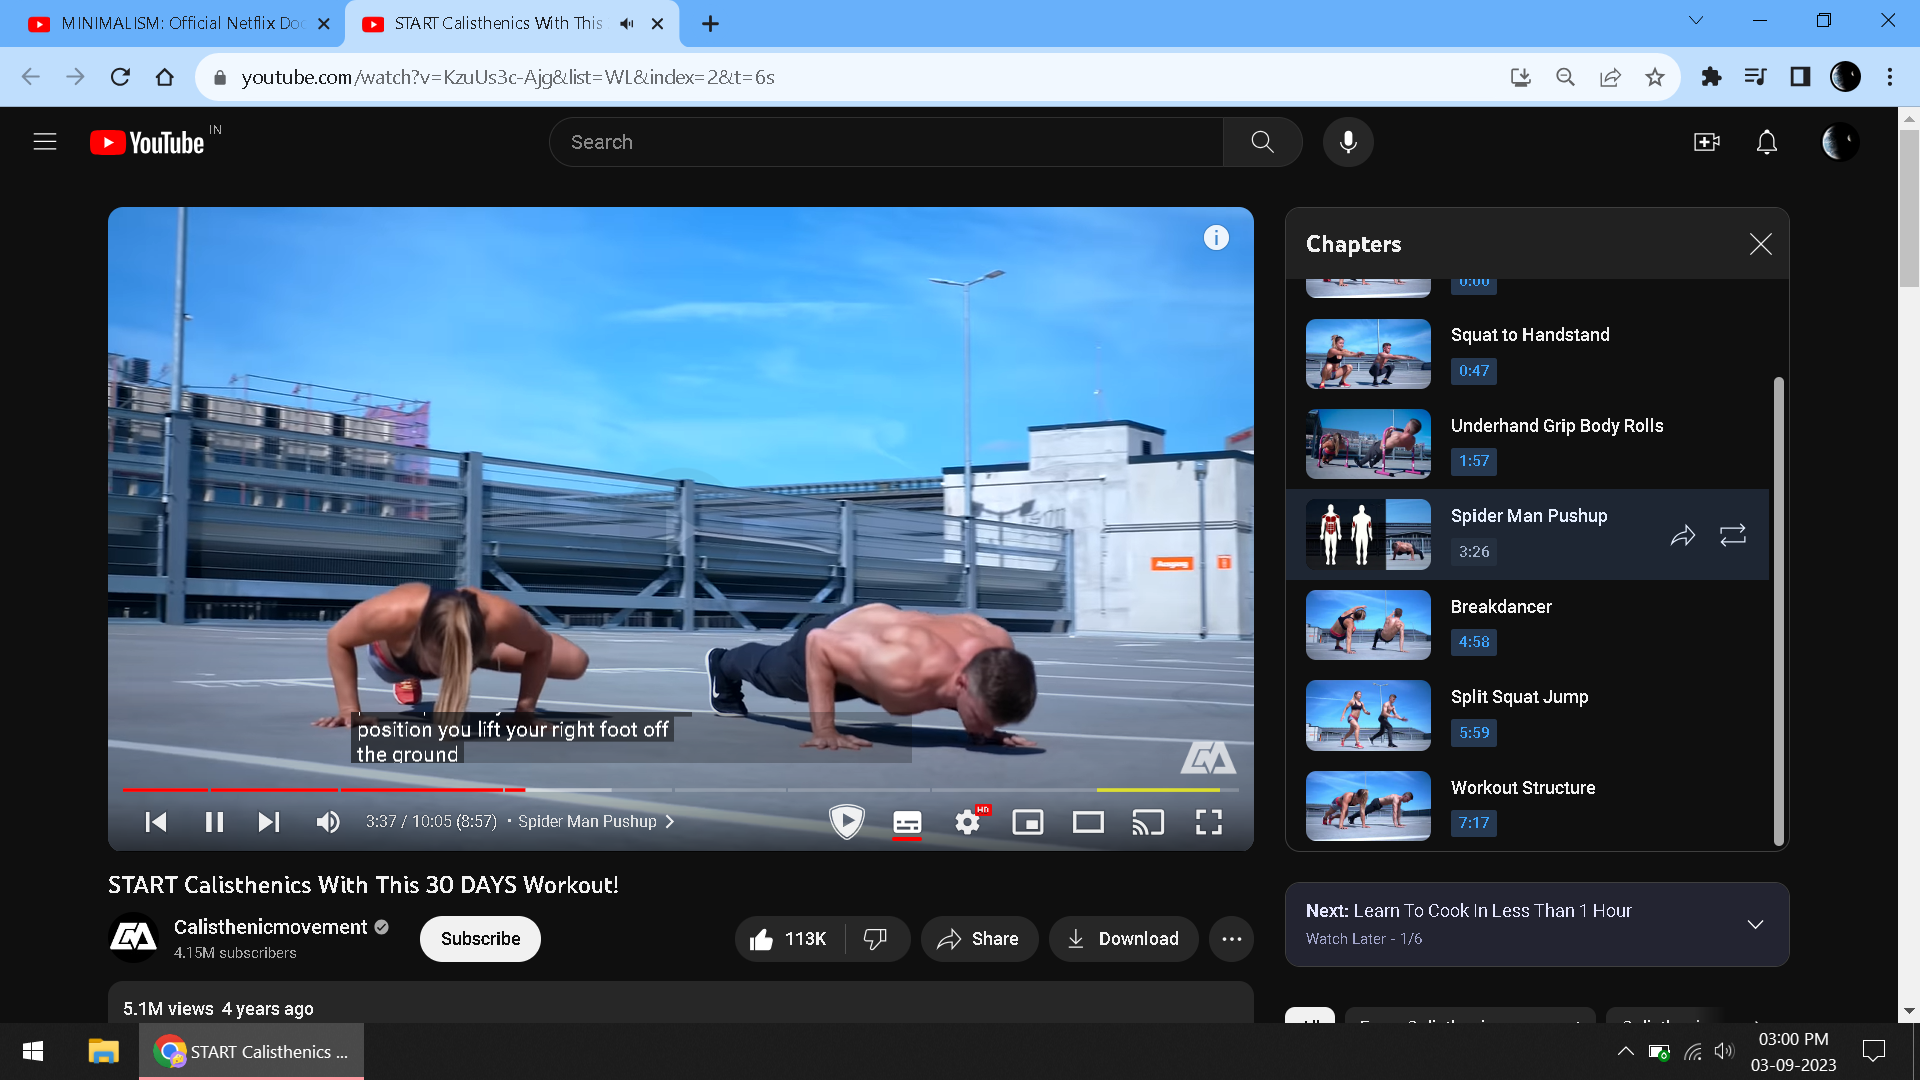 MINIMALISM: Official Netflix Do
START Calisthenics With This
youtube.com/watch?v=KzuUs3c-Ajg&list=WL&index=2&t=6s
YouTube
IN
Search
Chapters
0:00
Squat to Handstand
0:47
Underhand Grip Body Rolls
1:57
Spider Man Pushup
3:26
Breakdancer
4:58
Split Squat Jump
5:59
Workout Structure
7:17
position you lift your right foot off
the ground
3:37 / 10:05 (8:57) • Spider Man Pushup
HD
START Calisthenics With This 30 DAYS Workout!
Calisthenicmovement
4.15M subscribers
Subscribe
113K
Share
Download
5.1M views 4 years ago
Next: Learn To Cook In Less Than 1 Hour
Watch Later - 1/6
START Calisthenics ...
03:00 PM
03-09-2023